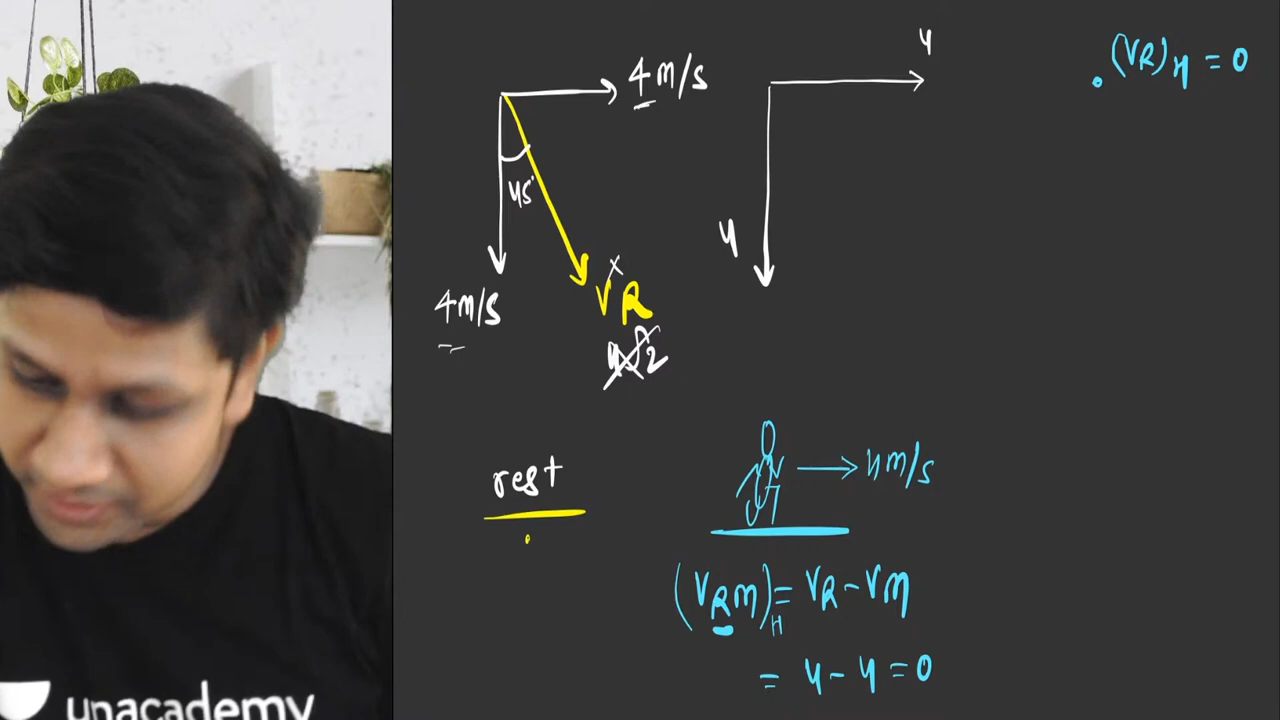 4m/s
4
(VR)H = 0
45°
4
4m/s
VR
4√2
rest
4m/s
(VRM)H = VR - VM
= 4 - 4 = 0
unacademy